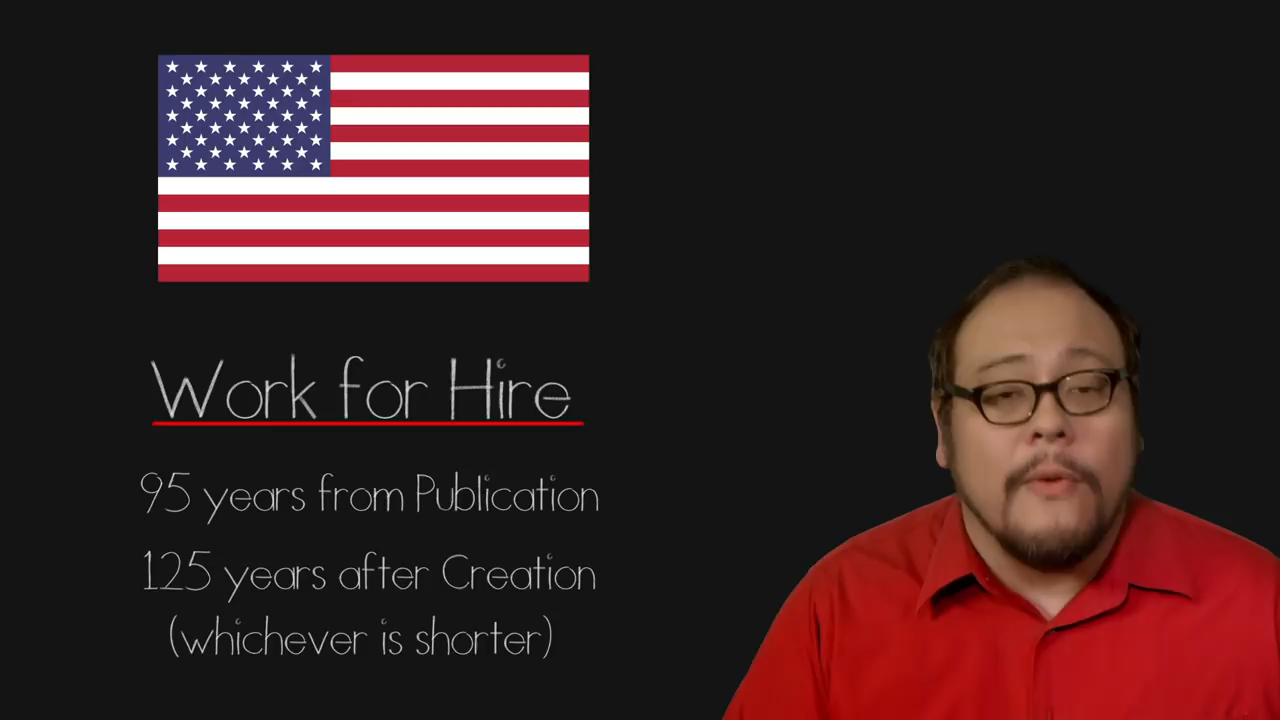 Work for Hire
95 years from Publication
125 years after Creation
(whichever is shorter)